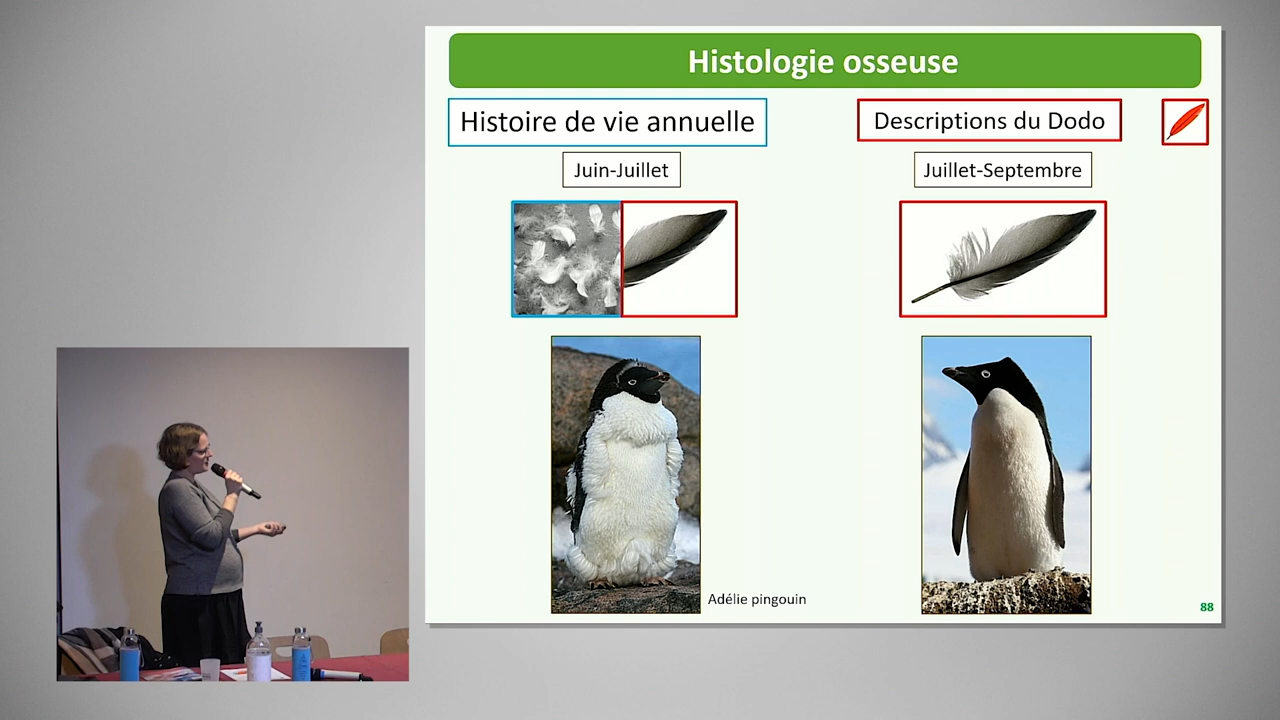 Histologie osseuse
Histoire de vie annuelle
Descriptions du Dodo
Juin-Juillet
Juillet-Septembre
Adélie pingouin
88